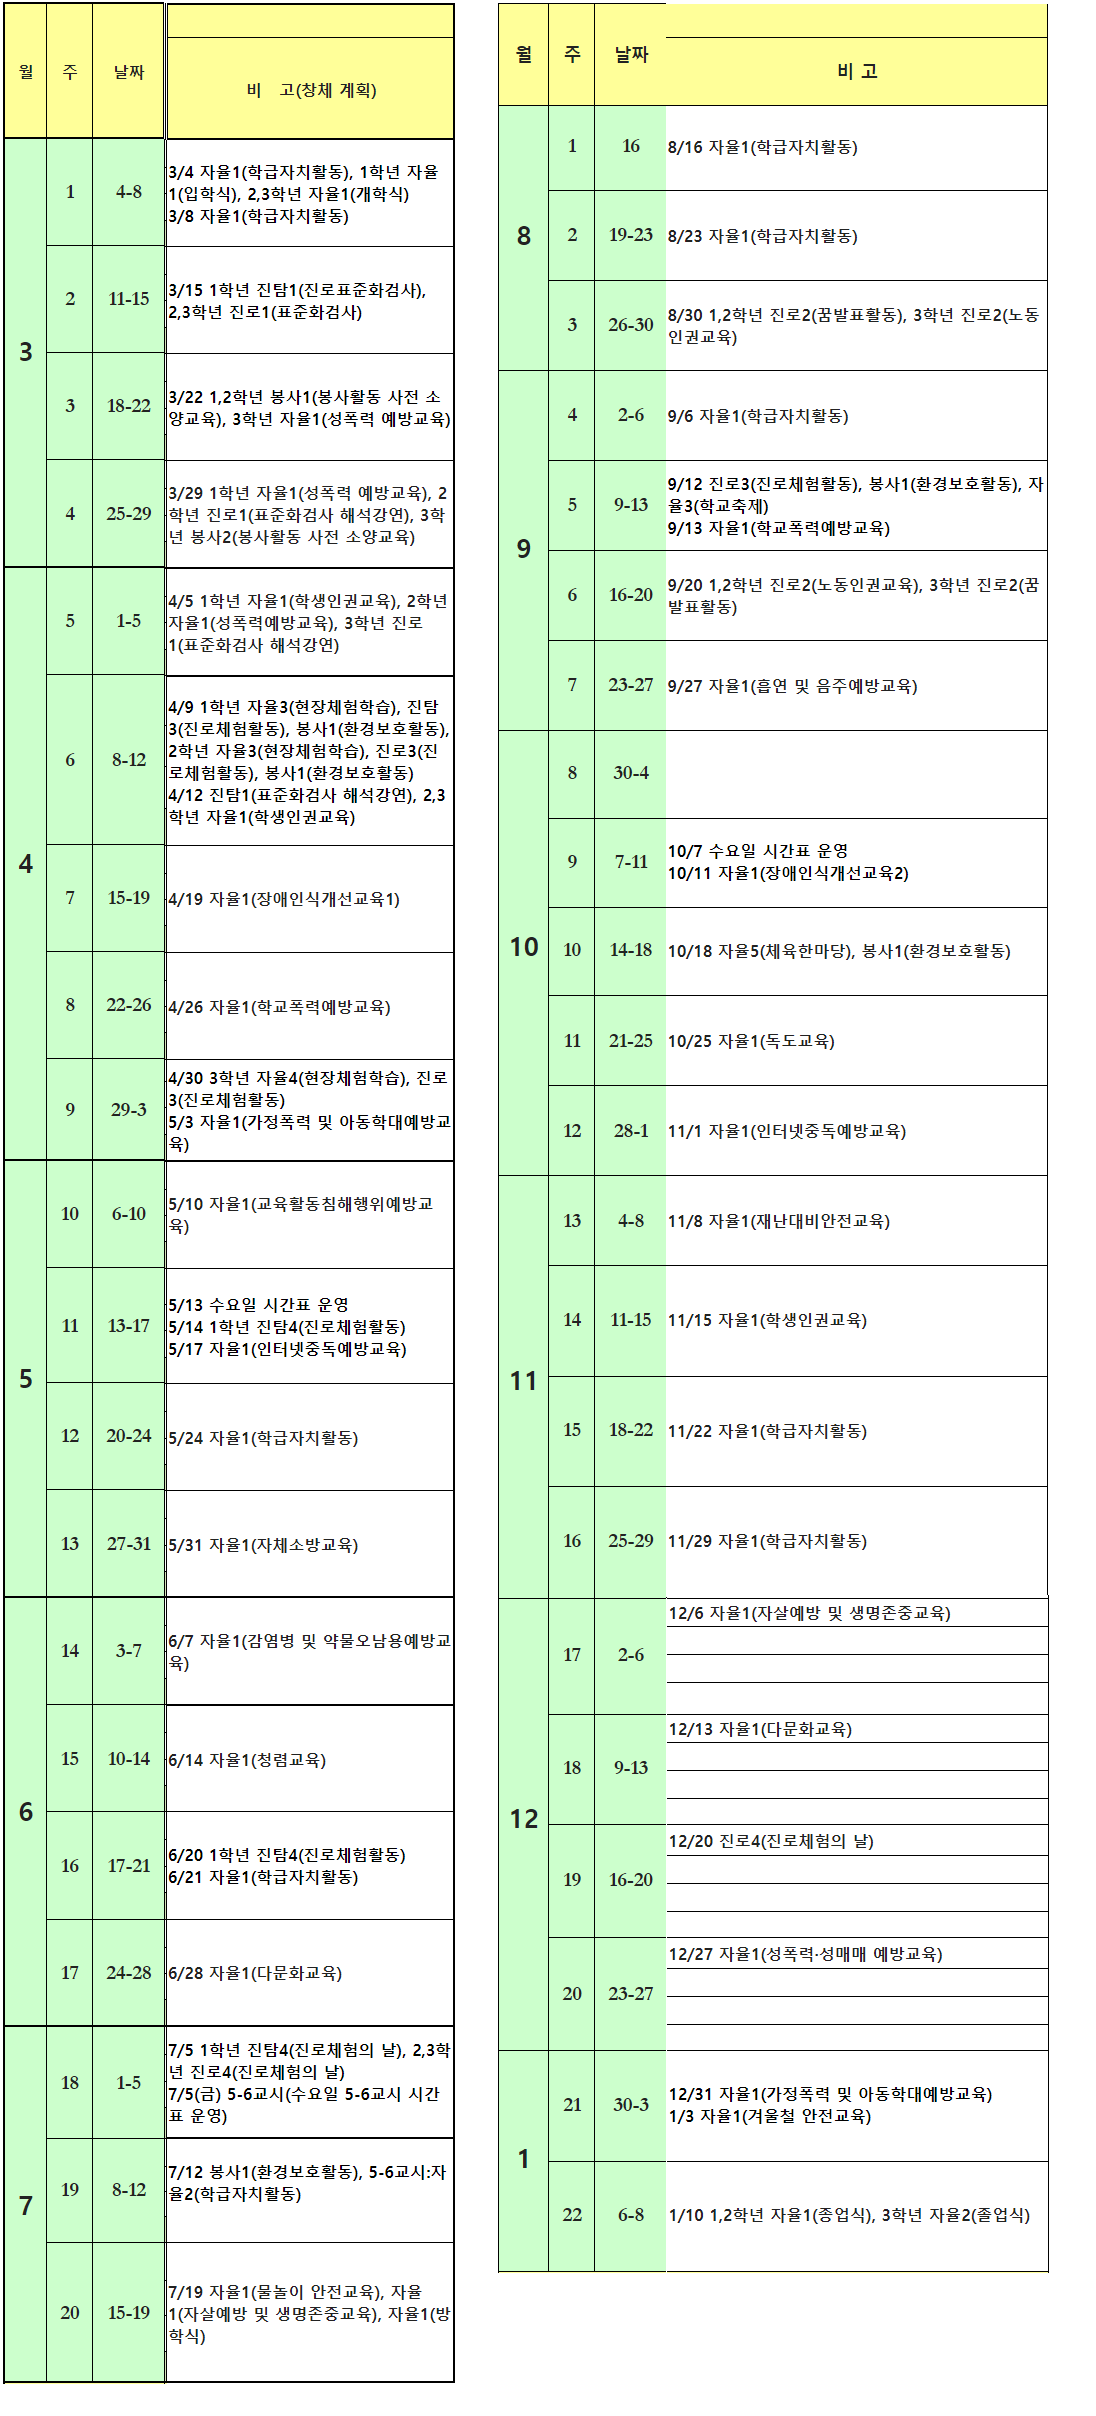 월 주 날짜
비 고(창체 계획)
3
1 4-8
3/4 자율1(학급자치활동), 1학년 자율
1(입학식), 2,3학년 자율1(개학식)
3/8 자율1(학급자치활동)
2 11-15
3/15 1학년 진탐1(진로표준화검사),
2,3학년 진로1(표준화검사)
3 18-22
3/22 1,2학년 봉사1(봉사활동 사전 소
양교육), 3학년 자율1(성폭력 예방교육)
4 25-29
3/29 1학년 자율1(성폭력 예방교육), 2
학년 진로1(표준화검사 해석강연), 3학
년 봉사2(봉사활동 사전 소양교육)
4
5 1-5
4/5 1학년 자율1(학생인권교육), 2학년
자율1(성폭력예방교육), 3학년 진로
1(표준화검사 해석강연)
6 8-12
4/9 1학년 자율3(현장체험학습), 진탐
3(진로체험활동), 봉사1(환경보호활동),
2학년 자율3(현장체험학습), 진로3(진
로체험활동), 봉사1(환경보호활동)
4/12 진탐1(표준화검사 해석강연), 2,3
학년 자율1(학생인권교육)
7 15-19
4/19 자율1(장애인식개선교육1)
8 22-26
4/26 자율1(학교폭력예방교육)
9 29-3
4/30 3학년 자율4(현장체험학습), 진로
3(진로체험활동)
5/3 자율1(가정폭력 및 아동학대예방교
육)
5
10 6-10
5/10 자율1(교육활동침해행위예방교
육)
11 13-17
5/13 수요일 시간표 운영
5/14 1학년 진탐4(진로체험활동)
5/17 자율1(인터넷중독예방교육)
12 20-24
5/24 자율1(학급자치활동)
13 27-31
5/31 자율1(자체소방교육)
6
14 3-7
6/7 자율1(감염병 및 약물오남용예방교
육)
15 10-14
6/14 자율1(청렴교육)
16 17-21
6/20 1학년 진탐4(진로체험활동)
6/21 자율1(학급자치활동)
17 24-28
6/28 자율1(다문화교육)
7
18 1-5
7/5 1학년 진탐4(진로체험의 날), 2,3학
년 진로4(진로체험의 날)
7/5(금) 5-6교시(수요일 5-6교시 시간
표 운영)
19 8-12
7/12 봉사1(환경보호활동), 5-6교시:자
율2(학급자치활동)
20 15-19
7/19 자율1(물놀이 안전교육), 자율
1(자살예방 및 생명존중교육), 자율1(방
학식)
월 주 날짜
비 고
8
1 16
8/16 자율1(학급자치활동)
2 19-23
8/23 자율1(학급자치활동)
3 26-30
8/30 1,2학년 진로2(꿈발표활동), 3학년 진로2(노동
인권교육)
9
4 2-6
9/6 자율1(학급자치활동)
5 9-13
9/12 진로3(진로체험활동), 봉사1(환경보호활동), 자
율3(학교축제)
9/13 자율1(학교폭력예방교육)
6 16-20
9/20 1,2학년 진로2(노동인권교육), 3학년 진로2(꿈
발표활동)
7 23-27
9/27 자율1(흡연 및 음주예방교육)
10
8 30-4
9 7-11
10/7 수요일 시간표 운영
10/11 자율1(장애인식개선교육2)
10 14-18
10/18 자율5(체육한마당), 봉사1(환경보호활동)
11 21-25
10/25 자율1(독도교육)
12 28-1
11/1 자율1(인터넷중독예방교육)
11
13 4-8
11/8 자율1(재난대비안전교육)
14 11-15
11/15 자율1(학생인권교육)
15 18-22
11/22 자율1(학급자치활동)
16 25-29
11/29 자율1(학급자치활동)
12
17 2-6
12/6 자율1(자살예방 및 생명존중교육)
18 9-13
12/13 자율1(다문화교육)
19 16-20
12/20 진로4(진로체험의 날)
20 23-27
12/27 자율1(성폭력·성매매 예방교육)
1
21 30-3
12/31 자율1(가정폭력 및 아동학대예방교육)
1/3 자율1(겨울철 안전교육)
22 6-8
1/10 1,2학년 자율1(종업식), 3학년 자율2(졸업식)